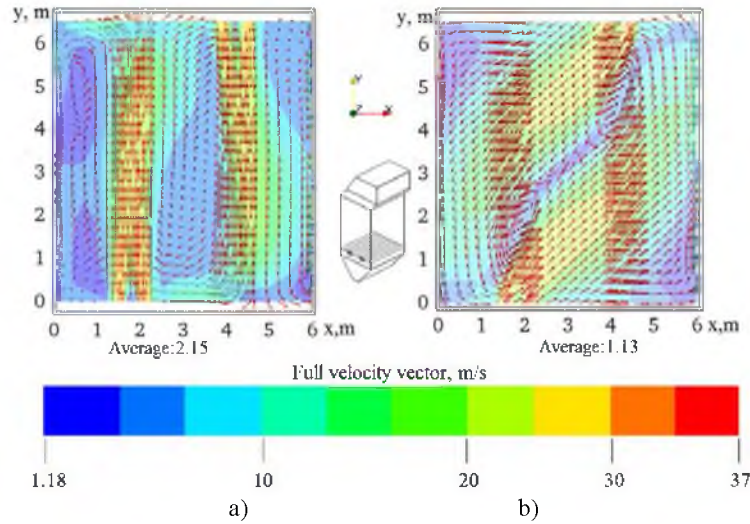 y, m
y, m
6
5
4
3
2
1
0
6
5
4
3
2
1
0
Y
Z
X
0 1 2 3 4 5 6 x,m
0 1 2 3 4 5 6 x,m
Average:2.15
Average:1.13
Full velocity vector, m/s
1.18 10 20 30 37
a) b)